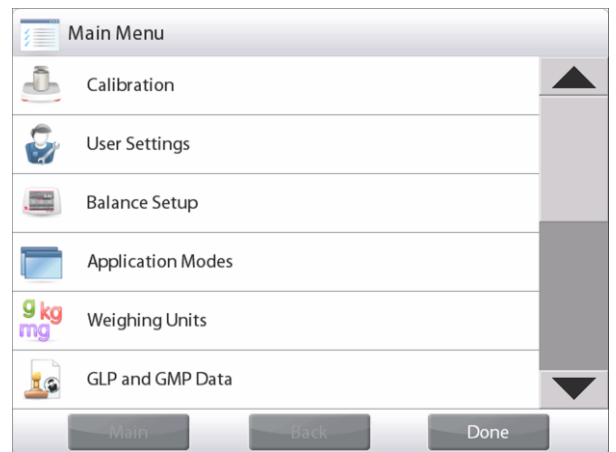 Main Menu
Calibration
User Settings
Balance Setup
Application Modes
g kg
mg
Weighing Units
GLP and GMP Data
Main Back Done